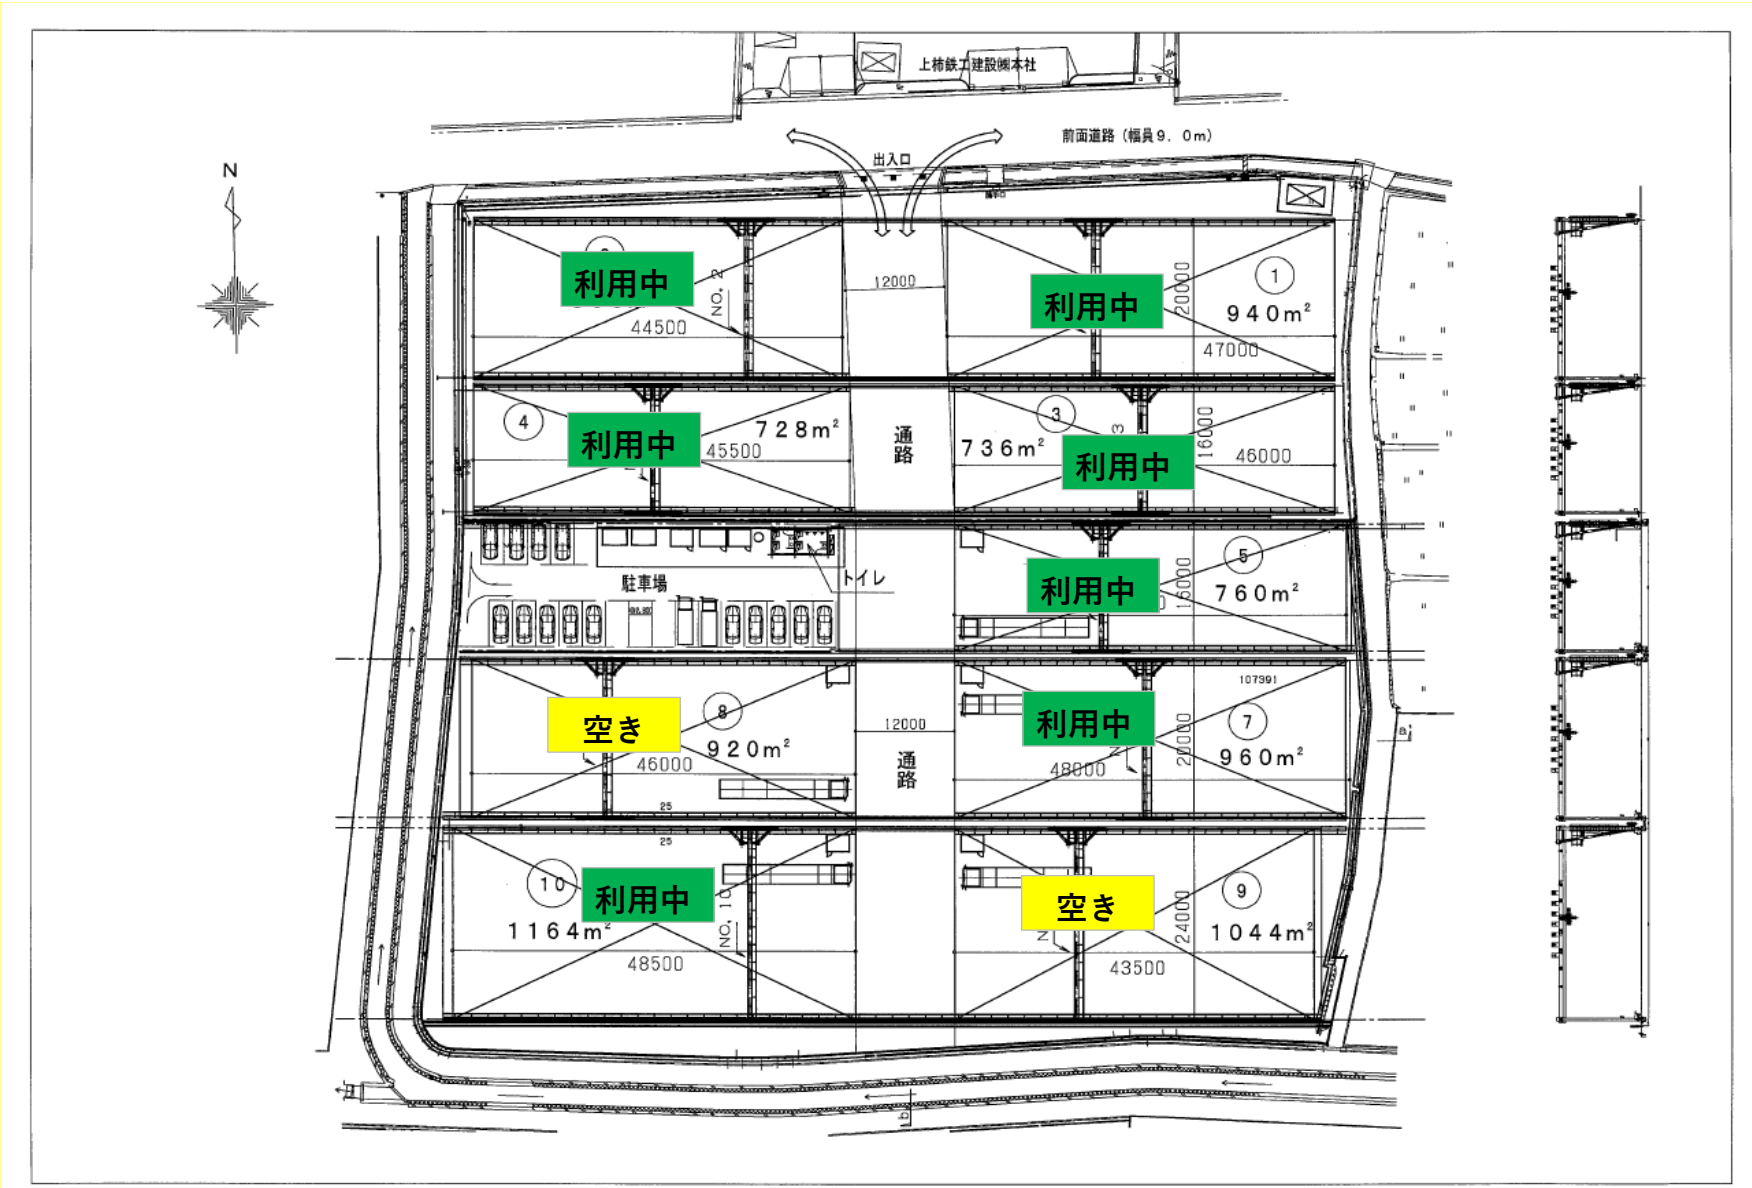 上柿鉄工建設㈱本社
前面道路（幅員９．０ｍ）
出入口
N
利用中
NO. 2
44500
12000
利用中
20000
1
940m²
47000
4
利用中
728m²
45500
通路
3
736m²
利用中
16000
46000
駐車場
トイレ
利用中
16000
5
760m²
空き
8
920m²
46000
25
12000
通路
利用中
107391
7
960m²
20000
48000
a
25
10
利用中
1164m²
NO. 10
48500
空き
9
1044m²
24000
43500
b